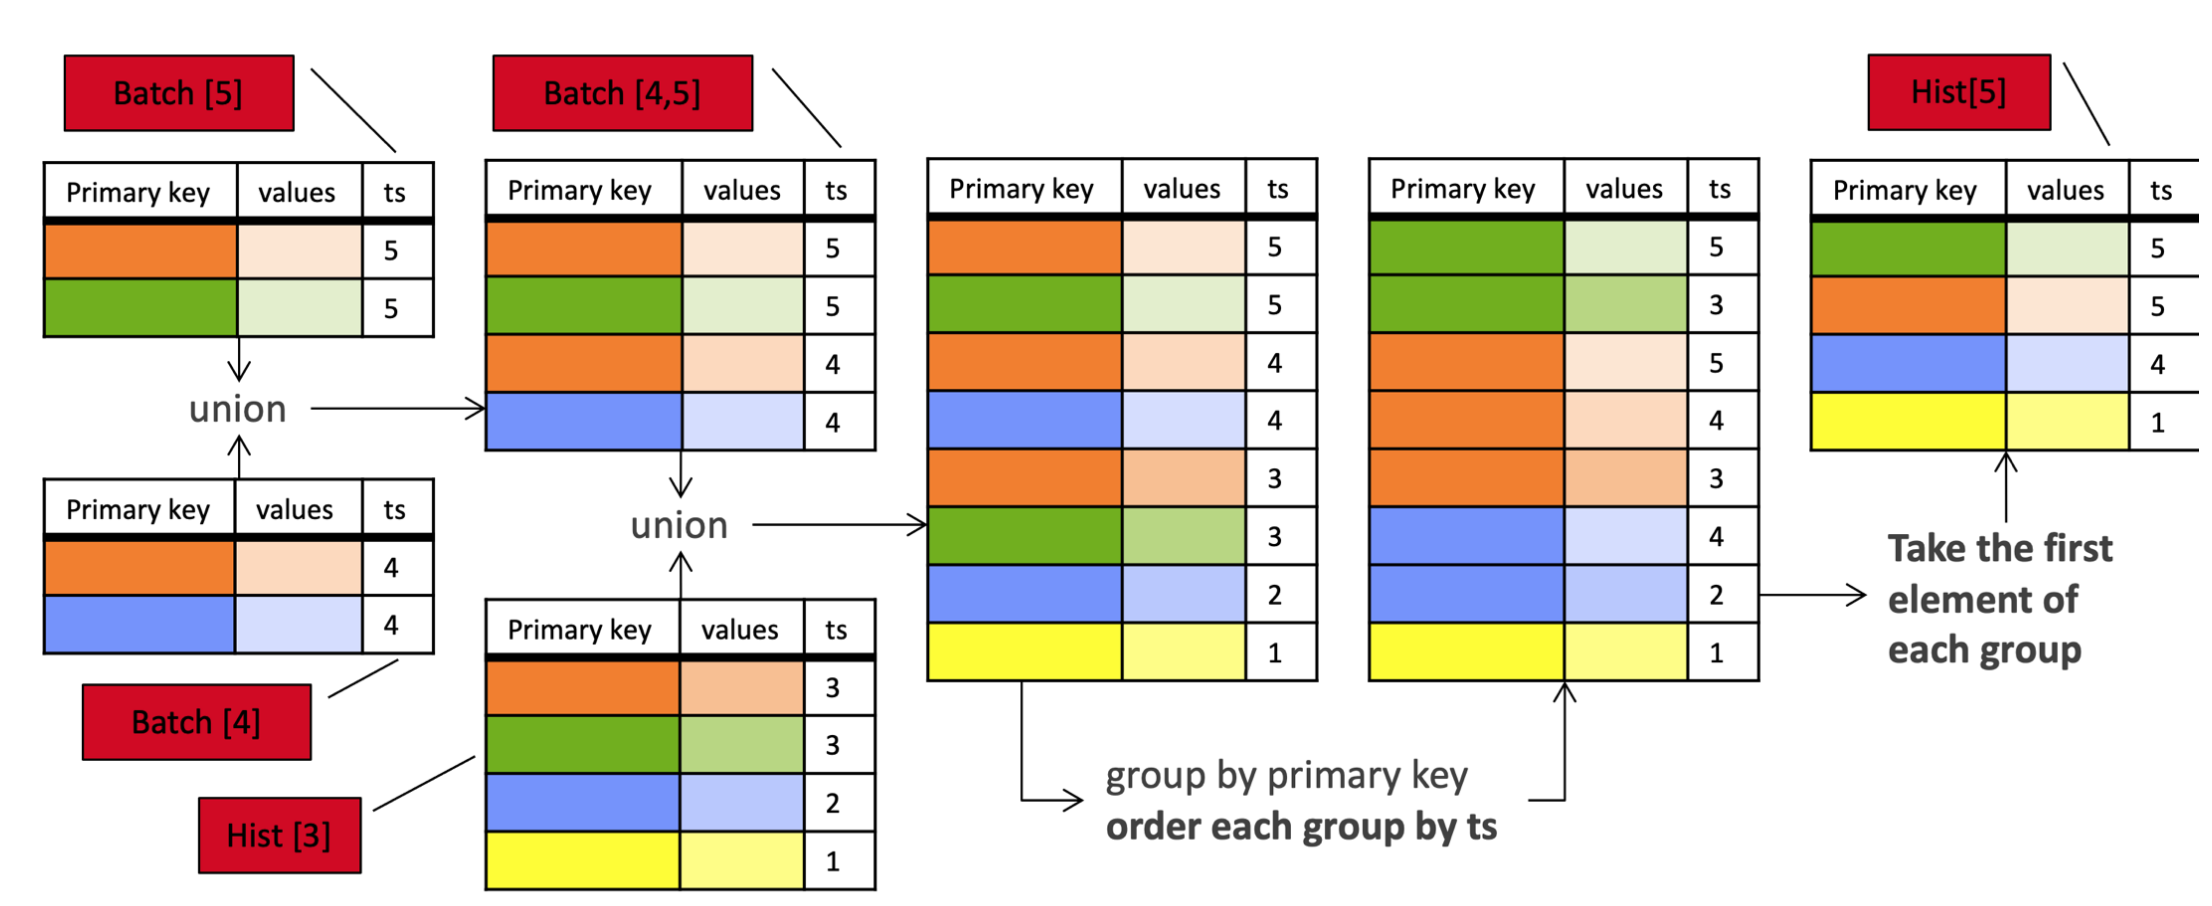 Batch [5]
Primary key values ts
5
5
union
Primary key values ts
4
4
Batch [4]
Hist [3]
Batch [4,5]
Primary key values ts
5
5
4
4
union
Primary key values ts
3
3
2
1
Primary key values ts
5
5
4
4
3
3
2
1
group by primary key
order each group by ts
Primary key values ts
5
3
5
4
3
4
2
1
Take the first
element of
each group
Hist[5]
Primary key values ts
5
5
4
1